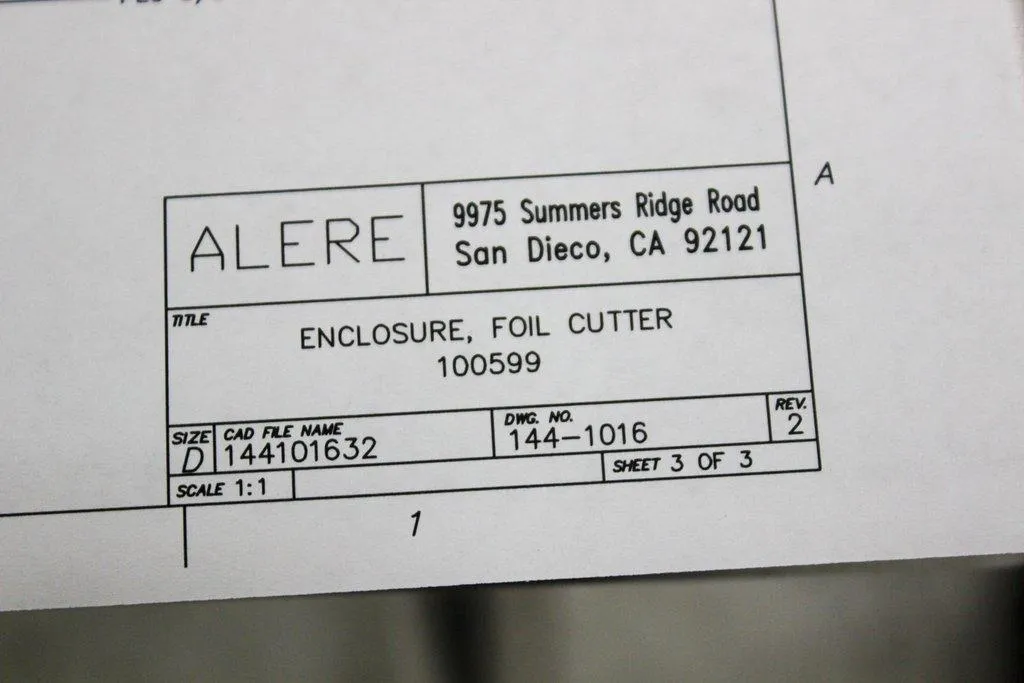 ALERE
9975 Summers Ridge Road
San Dieco, CA 92121
A
TITLE
ENCLOSURE, FOIL CUTTER
100599
SIZE
D
CAD FILE NAME
144101632
DWG. NO.
144-1016
REV.
2
SCALE 1:1
SHEET 3 OF 3
1